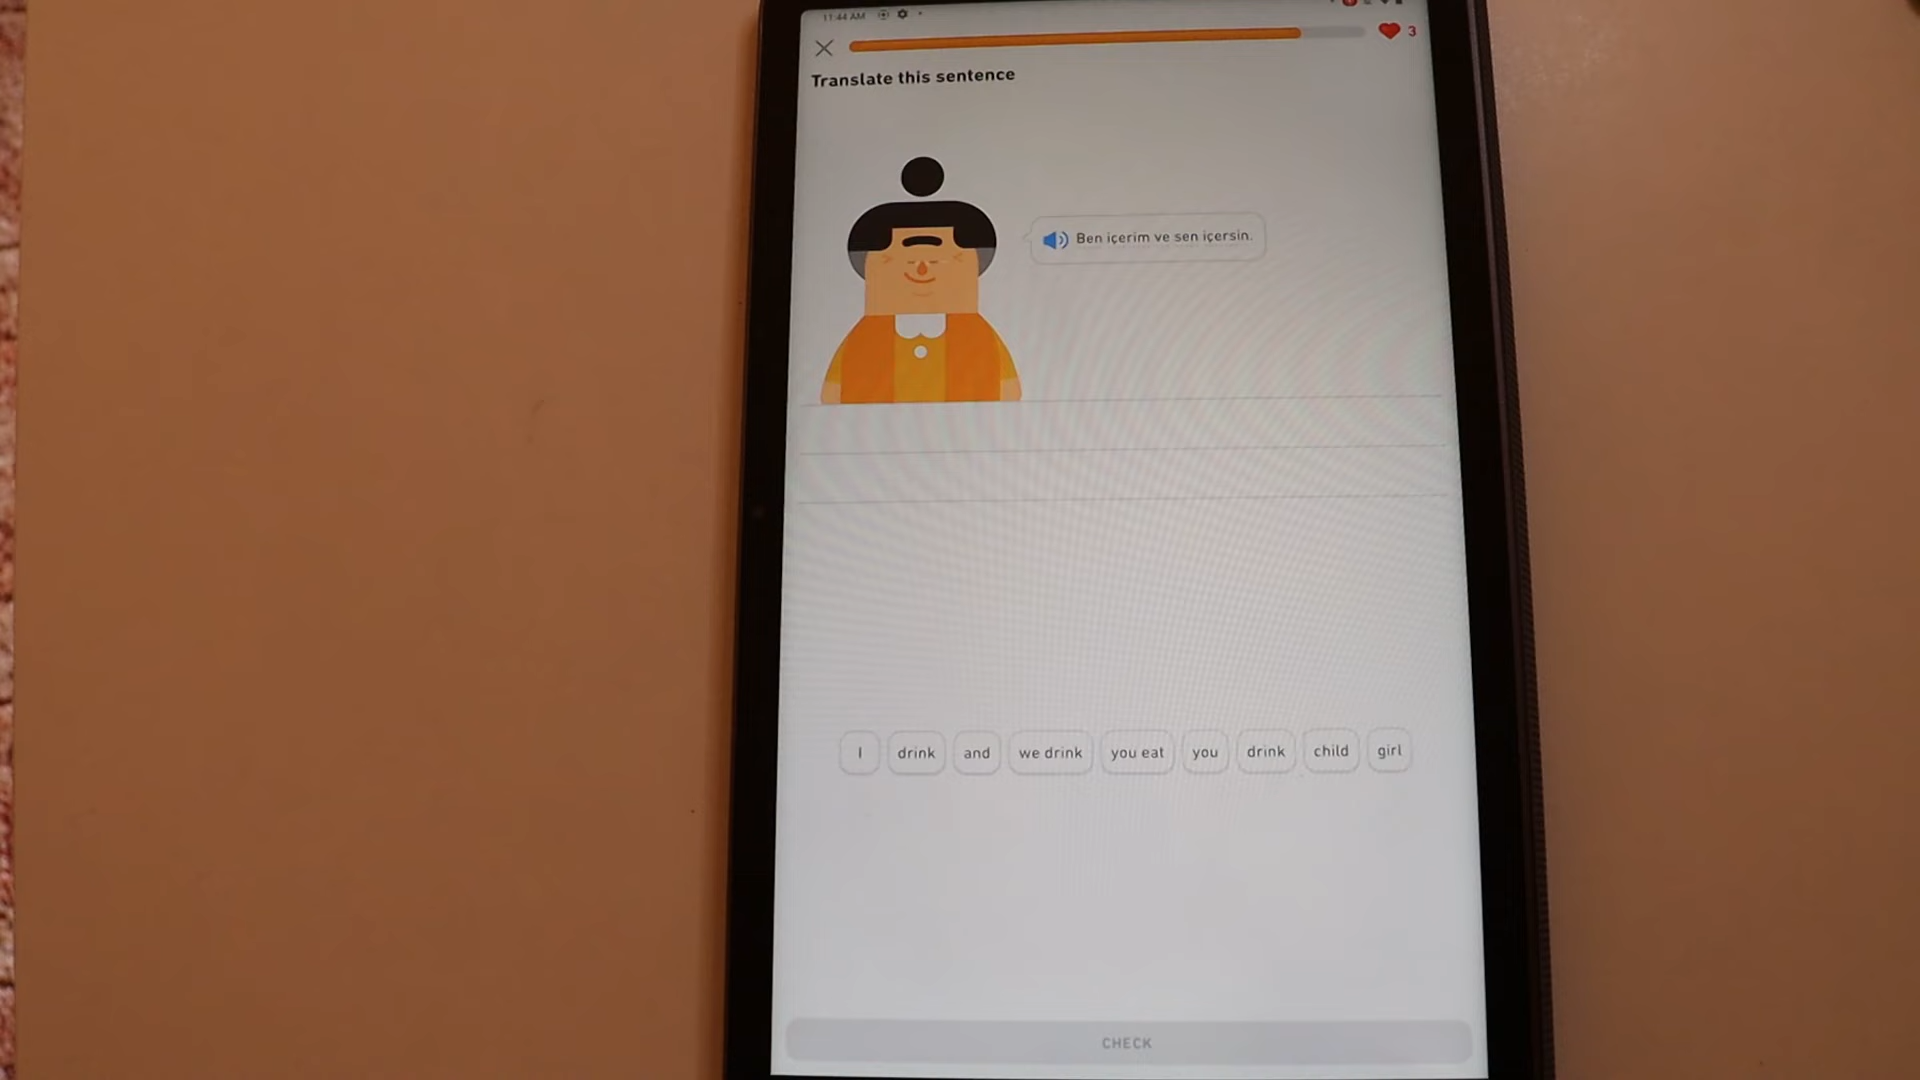 11:44 AM
3
Translate this sentence
Ben içerim ve sen içersin.
I drink and we drink you eat you drink child girl
CHECK